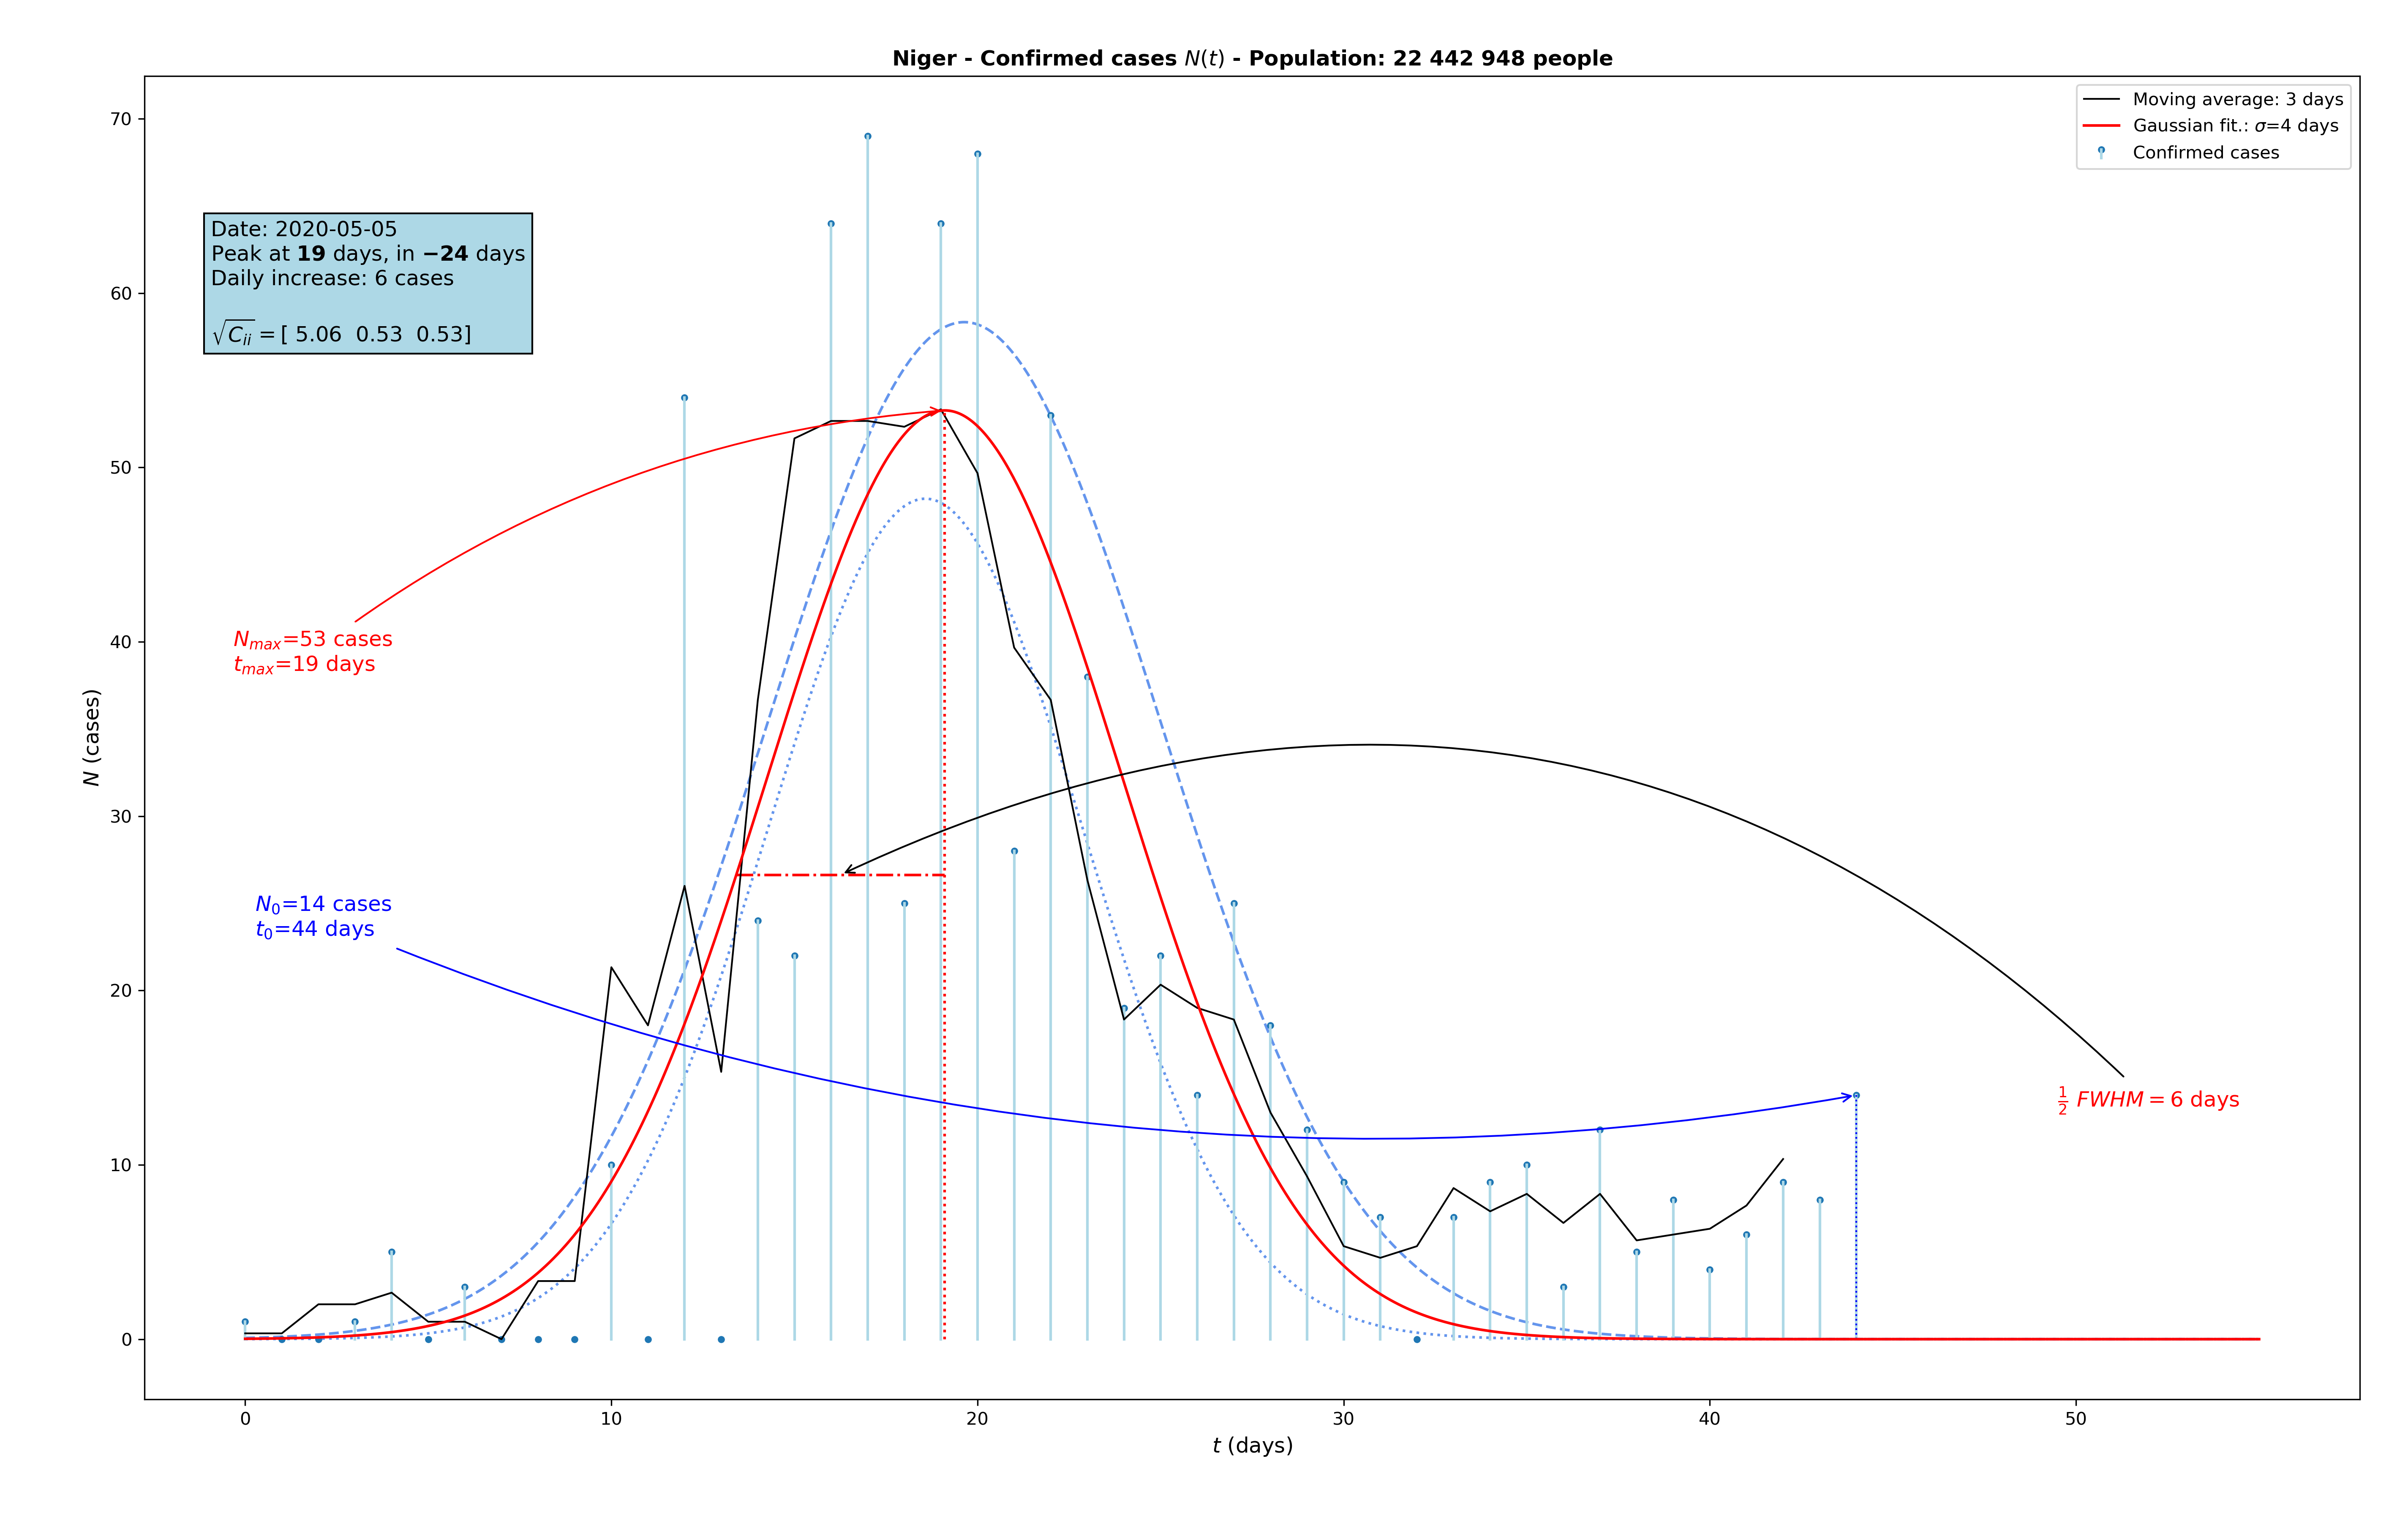 Niger - Confirmed cases N(t) - Population: 22 442 948 people
Moving average: 3 days
Gaussian fit.: σ=4 days
Confirmed cases
Date: 2020-05-05
Peak at 19 days, in −24 days
Daily increase: 6 cases
√C_ii = [ 5.06 0.53 0.53]
N_max=53 cases
t_max=19 days
N_0=14 cases
t_0=44 days
1/2 FWHM = 6 days
N (cases)
70
60
50
40
30
20
10
0
0 10 20 30 40 50
t (days)